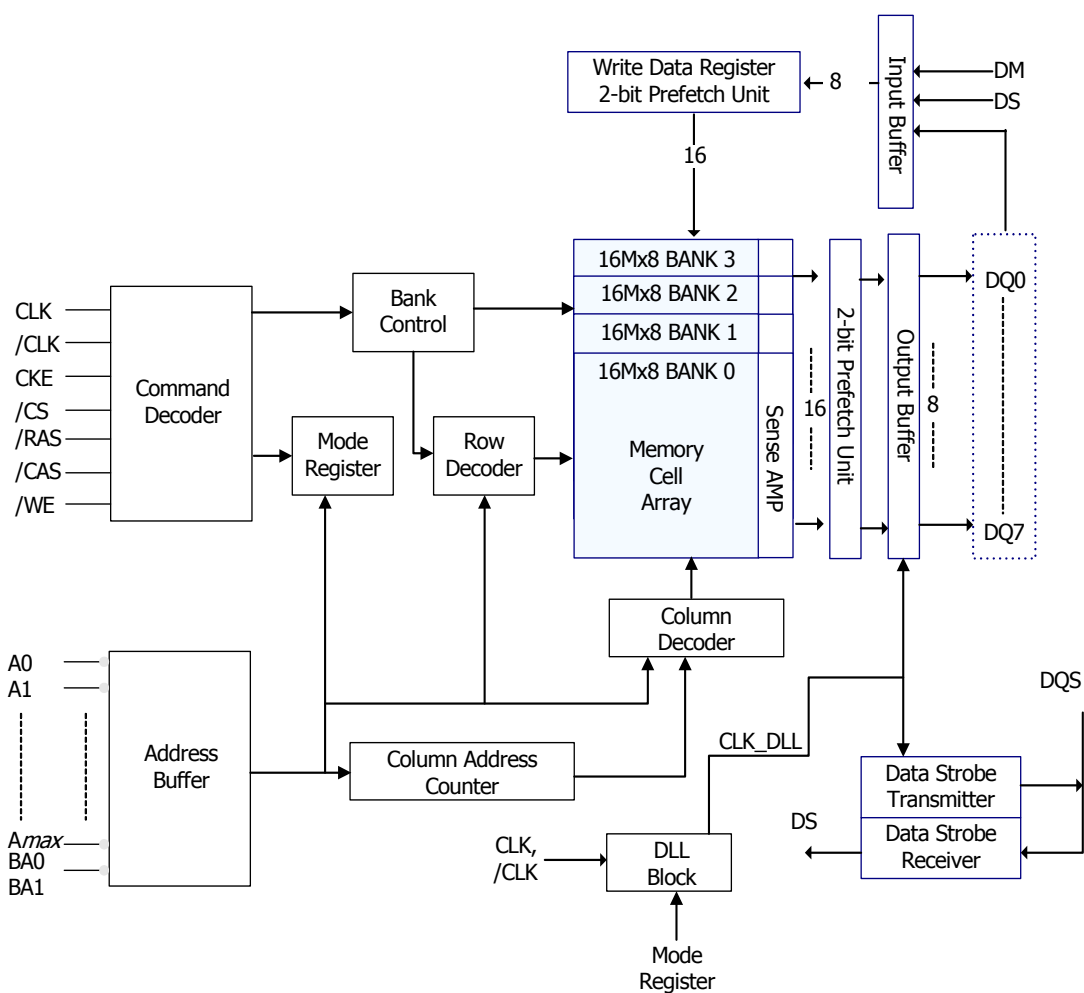 Write Data Register
2-bit Prefetch Unit
8
Input Buffer
DM
DS
16
16Mx8 BANK 3
16Mx8 BANK 2
16Mx8 BANK 1
16Mx8 BANK 0
Memory
Cell
Array
Sense AMP
16
2-bit Prefetch Unit
Output Buffer
8
DQ0
DQ7
CLK
/CLK
CKE
/CS
/RAS
/CAS
/WE
Command
Decoder
Bank
Control
Mode
Register
Row
Decoder
Column
Decoder
A0
A1
Amax
BA0
BA1
Address
Buffer
Column Address
Counter
CLK_DLL
DQS
Data Strobe
Transmitter
Data Strobe
Receiver
DS
CLK,
/CLK
DLL
Block
Mode
Register